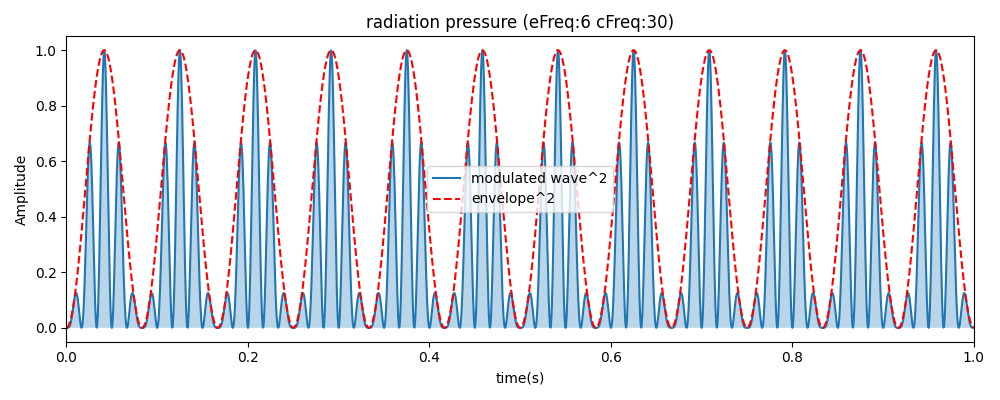 radiation pressure (eFreq:6 cFreq:30)
Amplitude
1.0
0.8
0.6
0.4
0.2
0.0
modulated wave^2
envelope^2
0.0 0.2 0.4 0.6 0.8 1.0
time(s)